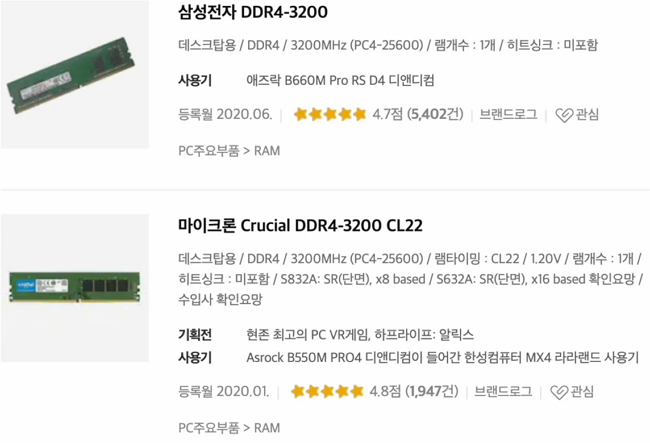 삼성전자 DDR4-3200
데스크탑용 / DDR4 / 3200MHz (PC4-25600) / 램개수 : 1개 / 히트싱크 : 미포함
사용기 애즈락 B660M Pro RS D4 디앤디컴
등록월 2020.06. 4.7점 (5,402건) 브랜드로그 관심
PC주요부품 > RAM
마이크론 Crucial DDR4-3200 CL22
데스크탑용 / DDR4 / 3200MHz (PC4-25600) / 램타이밍 : CL22 / 1.20V / 램개수 : 1개 /
히트싱크 : 미포함 / S832A: SR(단면), x8 based / S632A: SR(단면), x16 based 확인요망 /
수입사 확인요망
기획전 현존 최고의 PC VR게임, 하프라이프: 알릭스
사용기 Asrock B550M PRO4 디앤디컴이 들어간 한성컴퓨터 MX4 라라랜드 사용기
등록월 2020.01. 4.8점 (1,947건) 브랜드로그 관심
PC주요부품 > RAM